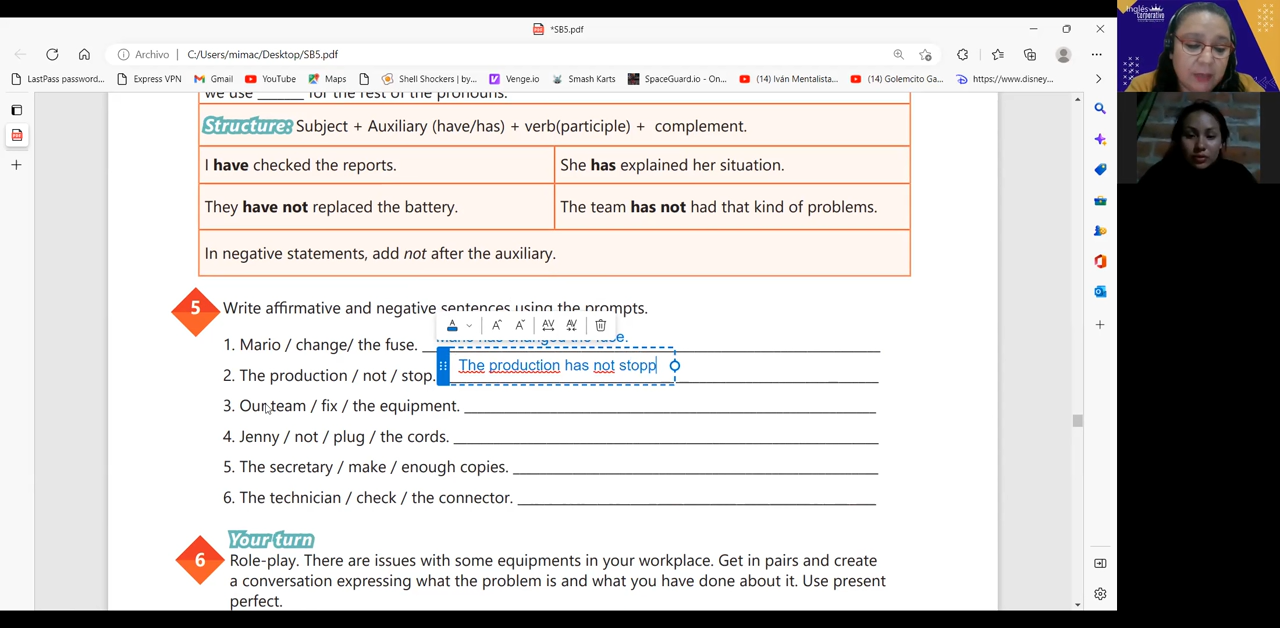 *SB5.pdf
Archivo | C:/Users/mimac/Desktop/SB5.pdf
LastPass password... Express VPN Gmail YouTube Maps Shell Shockers | by... Venge.io Smash Karts SpaceGuard.io - On... (14) Iván Mentalista... (14) Golemcito Ga... https://www.disney...
Inglés
Corporativo
we use ______ for the rest of the pronouns.
Structure: Subject + Auxiliary (have/has) + verb(participle) + complement.
I have checked the reports.
She has explained her situation.
They have not replaced the battery.
The team has not had that kind of problems.
In negative statements, add not after the auxiliary.
5 Write affirmative and negative sentences using the prompts.
1. Mario / change/ the fuse. Mario has changed the fuse.
2. The production / not / stop. The production has not stopp
3. Our team / fix / the equipment.
4. Jenny / not / plug / the cords.
5. The secretary / make / enough copies.
6. The technician / check / the connector.
Your turn
6 Role-play. There are issues with some equipments in your workplace. Get in pairs and create
a conversation expressing what the problem is and what you have done about it. Use present
perfect.